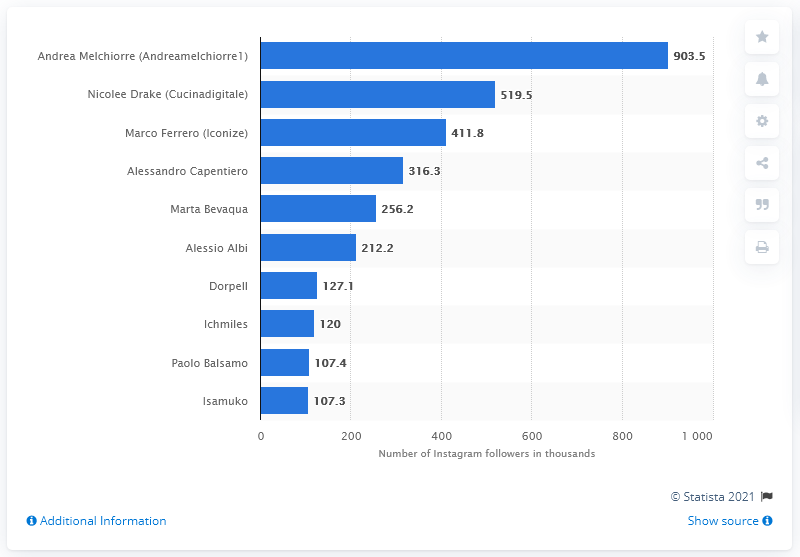 Andrea Melchiorre (Andreamelchiorre1) 903.5
Nicolee Drake (Cucinadigitale) 519.5
Marco Ferrero (Iconize) 411.8
Alessandro Capentiero 316.3
Marta Bevaqua 256.2
Alessio Albi 212.2
Dorpell 127.1
Ichmiles 120
Paolo Balsamo 107.4
Isamuko 107.3
0 200 400 600 800 1 000
Number of Instagram followers in thousands
© Statista 2021
Additional Information Show source